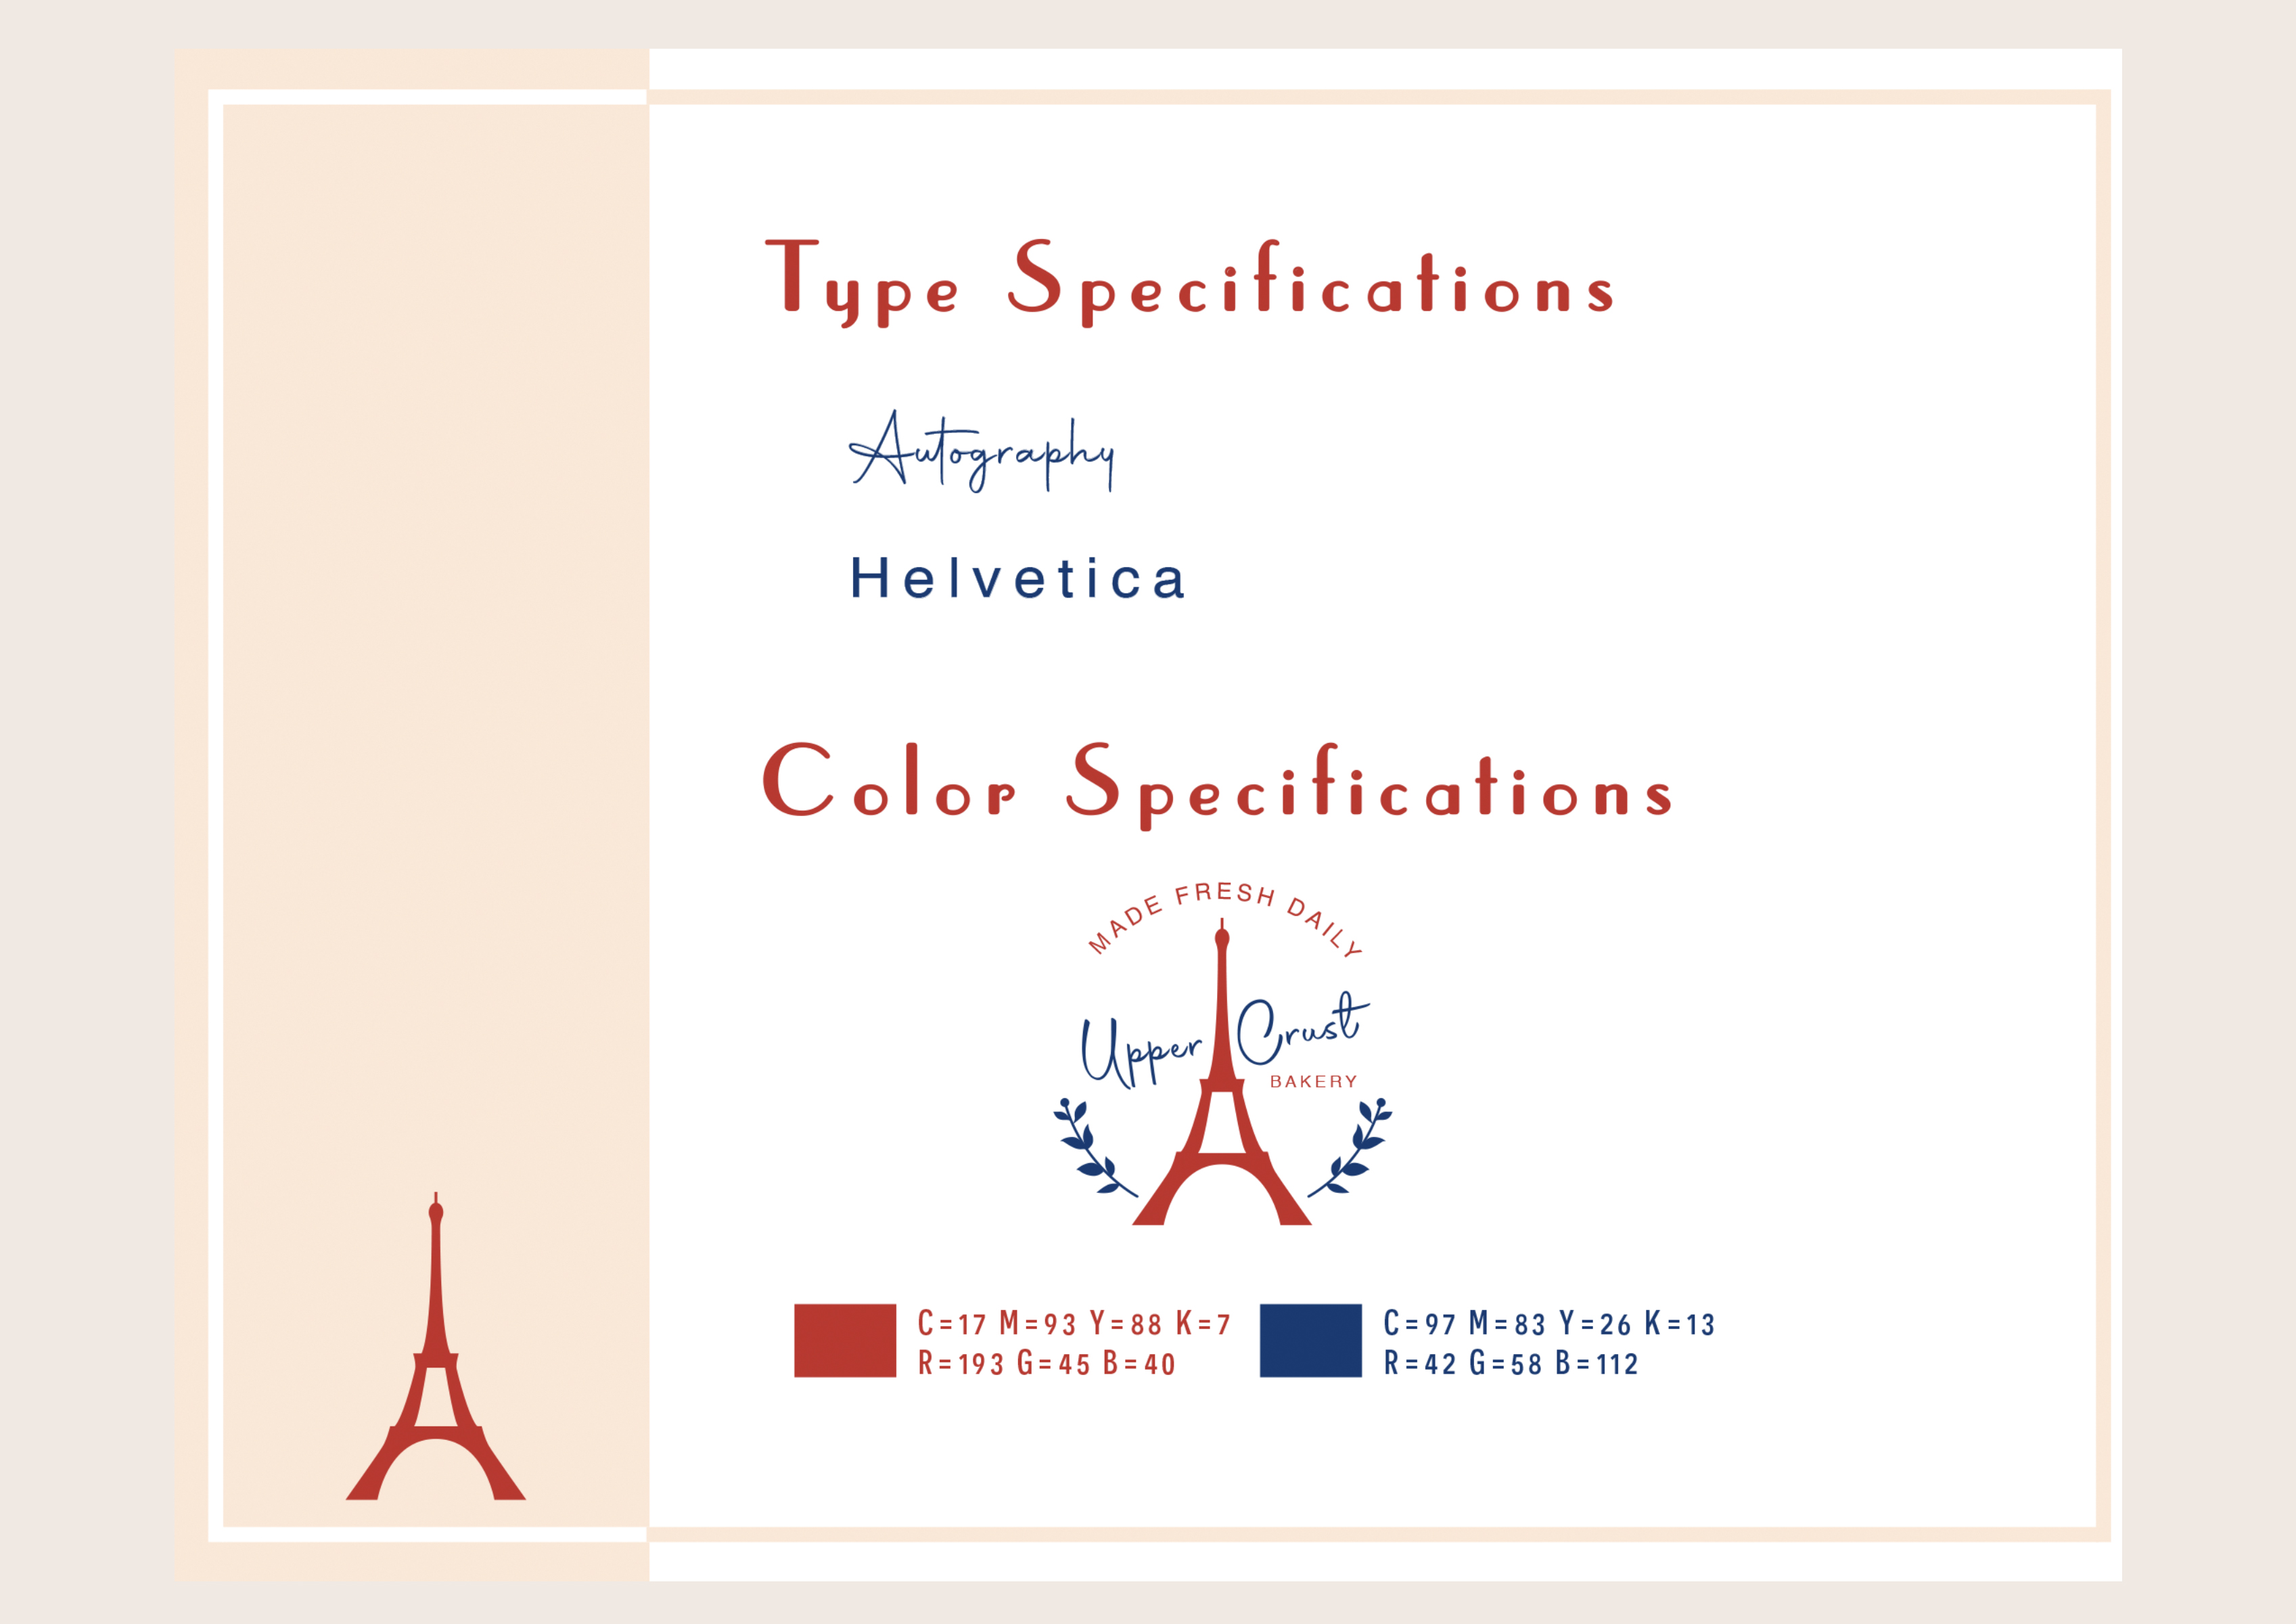 Type Specifications
Autography
Helvetica
Color Specifications
MADE FRESH DAILY
Upper Crust
BAKERY
C=17 M=93 Y=88 K=7
R=193 G=45 B=40
C=97 M=83 Y=26 K=13
R=42 G=58 B=112